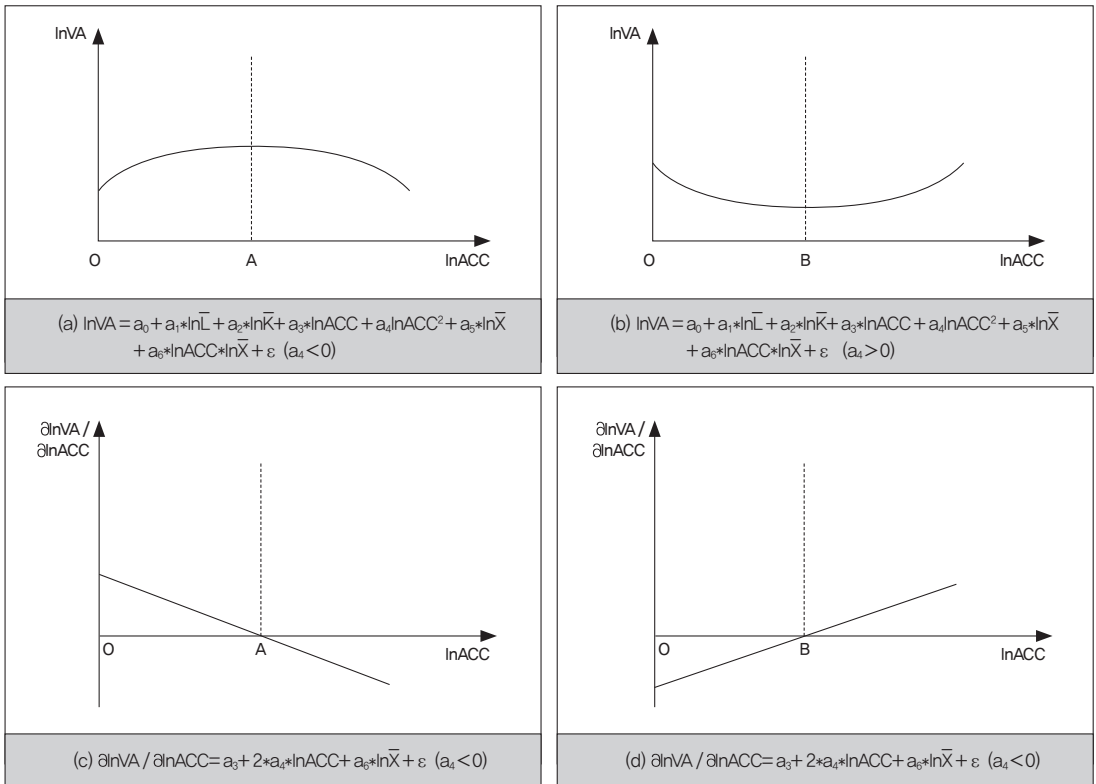 lnVA
O
A
lnACC
(a) lnVA = a₀ + a₁*lnL̅ + a₂*lnK̅ + a₃*lnACC + a₄lnACC² + a₅*lnX̅
+ a₆*lnACC*lnX̅ + ε (a₄<0)
lnVA
O
B
lnACC
(b) lnVA = a₀ + a₁*lnL̅ + a₂*lnK̅ + a₃*lnACC + a₄lnACC² + a₅*lnX̅
+ a₆*lnACC*lnX̅ + ε (a₄>0)
∂lnVA /
∂lnACC
O
A
lnACC
(c) ∂lnVA / ∂lnACC= a₃ + 2*a₄*lnACC + a₆*lnX̅ + ε (a₄<0)
∂lnVA /
∂lnACC
O
B
lnACC
(d) ∂lnVA / ∂lnACC= a₃ + 2*a₄*lnACC + a₆*lnX̅ + ε (a₄<0)